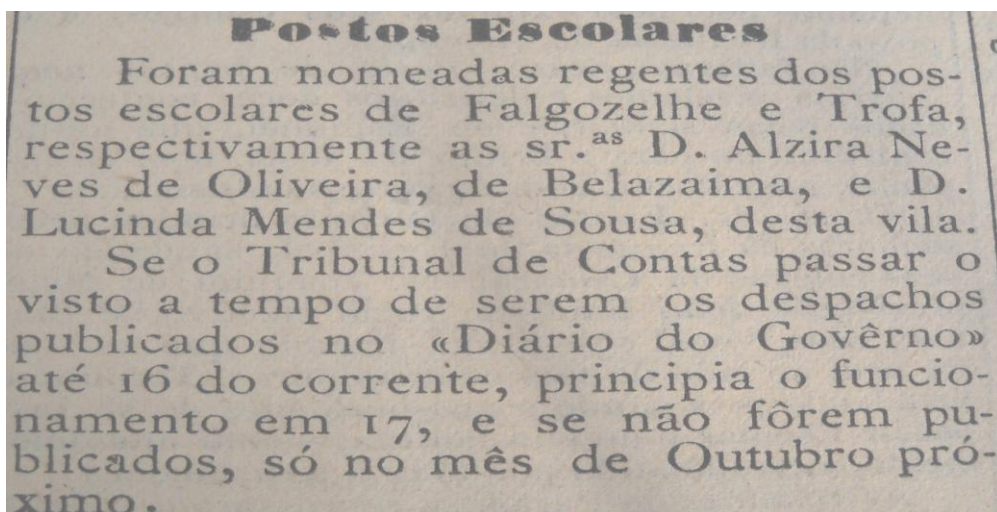 Postos Escolares
Foram nomeadas regentes dos pos-
tos escolares de Falgozelhe e Trofa,
respectivamente as sr.as D. Alzira Ne-
ves de Oliveira, de Belazaima, e D.
Lucinda Mendes de Sousa, desta vila.
Se o Tribunal de Contas passar o
visto a tempo de serem os despachos
publicados no «Diário do Govêrno»
até 16 do corrente, principia o funcio-
namento em 17, e se não fôrem pu-
blicados, só no mês de Outubro pró-
ximo.